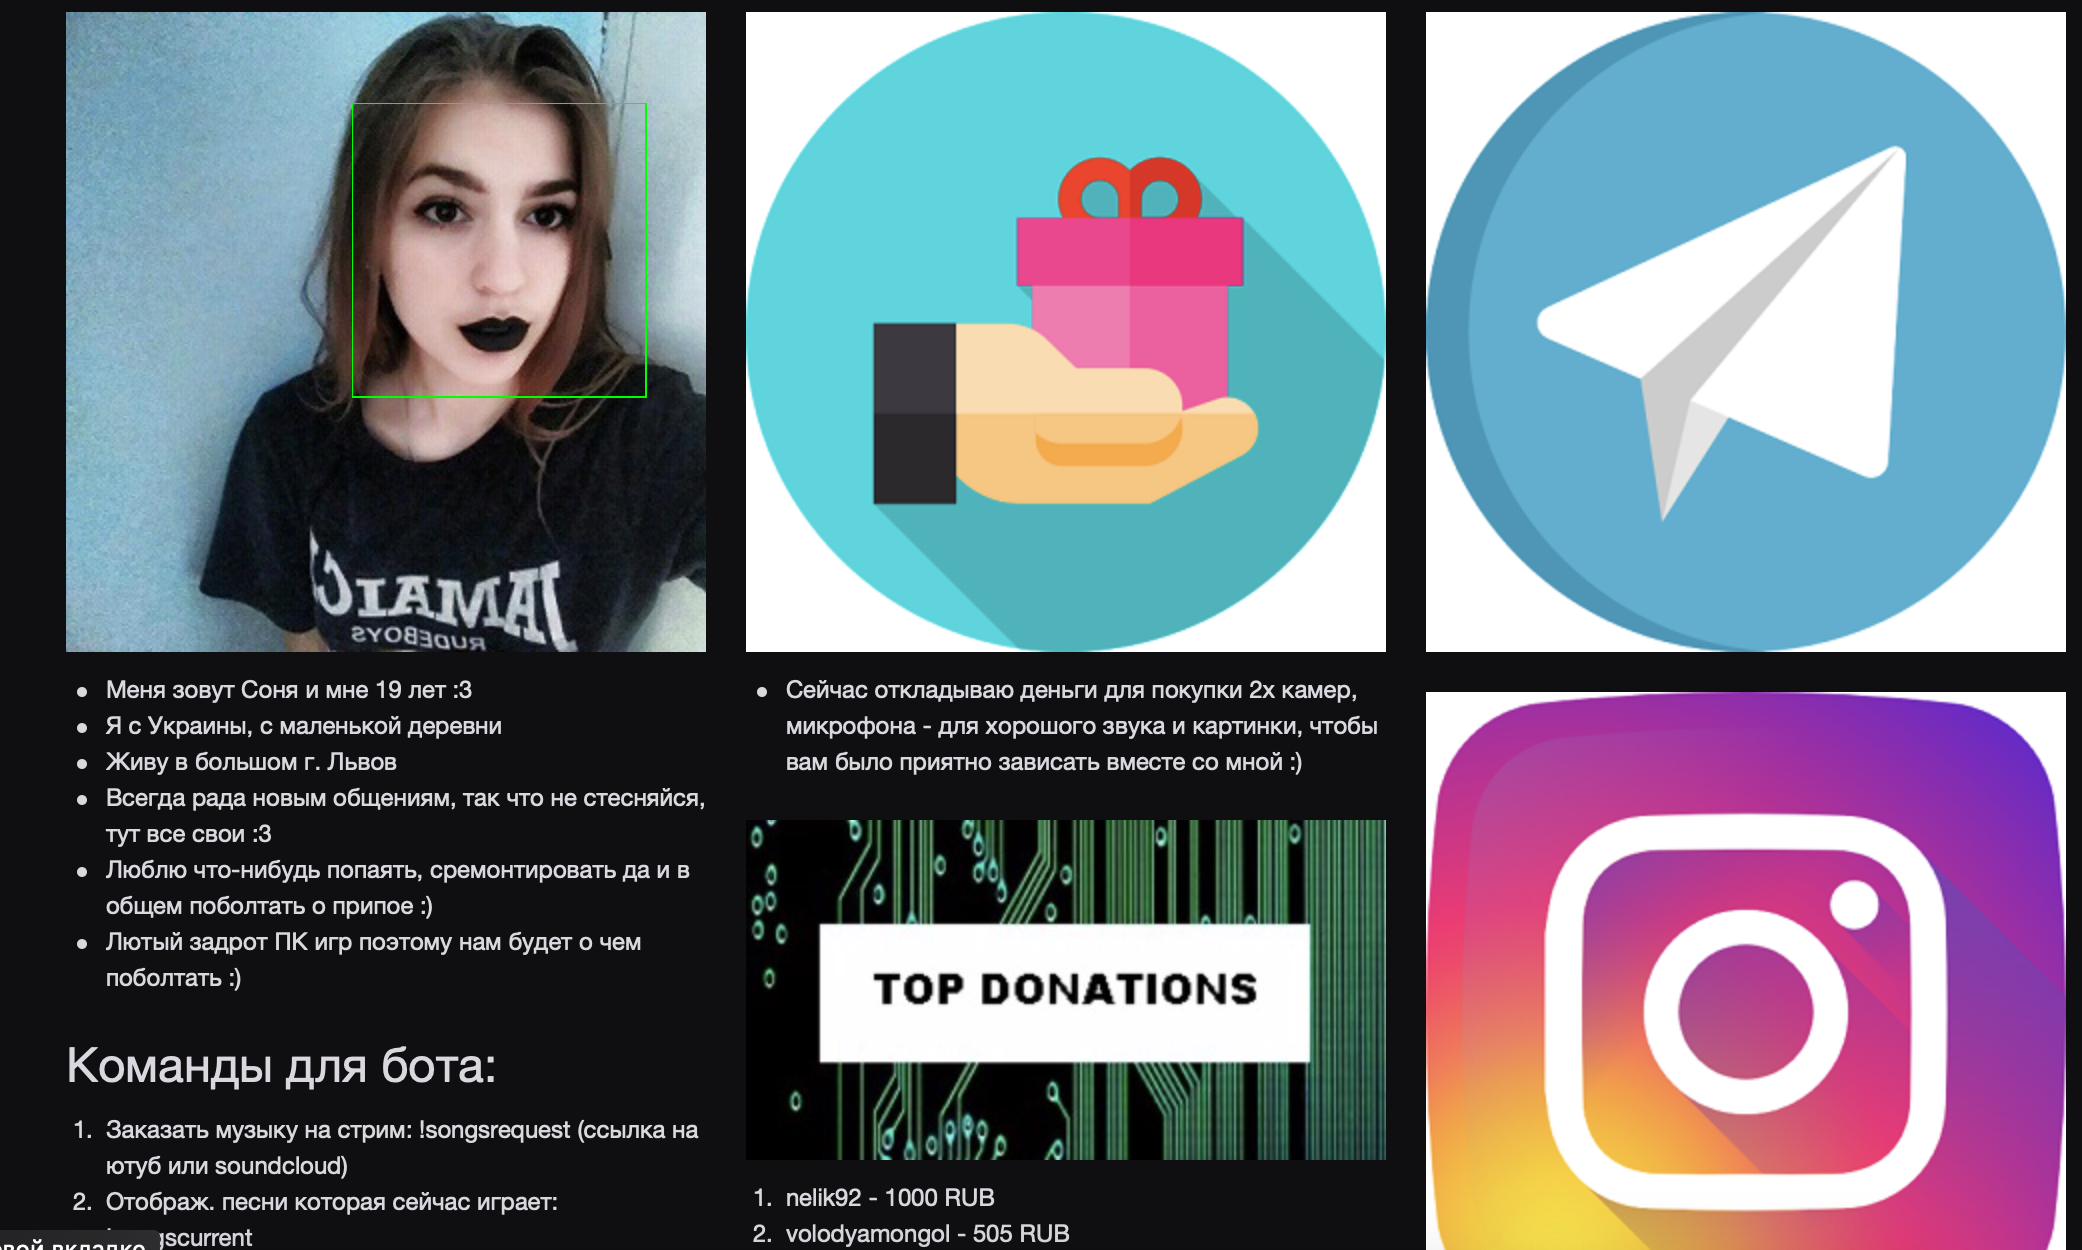 JAMAIC
RUDEBOYS
Меня зовут Соня и мне 19 лет :3
Я с Украины, с маленькой деревни
Живу в большом г. Львов
Всегда рада новым общениям, так что не стесняйся,
тут все свои :3
Люблю что-нибудь попаять, сремонтировать да и в
общем поболтать о припое :)
Лютый задрот ПК игр поэтому нам будет о чем
поболтать :)
Команды для бота:
1. Заказать музыку на стрим: !songsrequest (ссылка на
ютуб или soundcloud)
2. Отображ. песни которая сейчас играет:
gscurrent
вкладке
Сейчас откладываю деньги для покупки 2х камер,
микрофона - для хорошего звука и картинки, чтобы
вам было приятно зависать вместе со мной :)
TOP DONATIONS
1. nelik92 - 1000 RUB
2. volodyamongol - 505 RUB